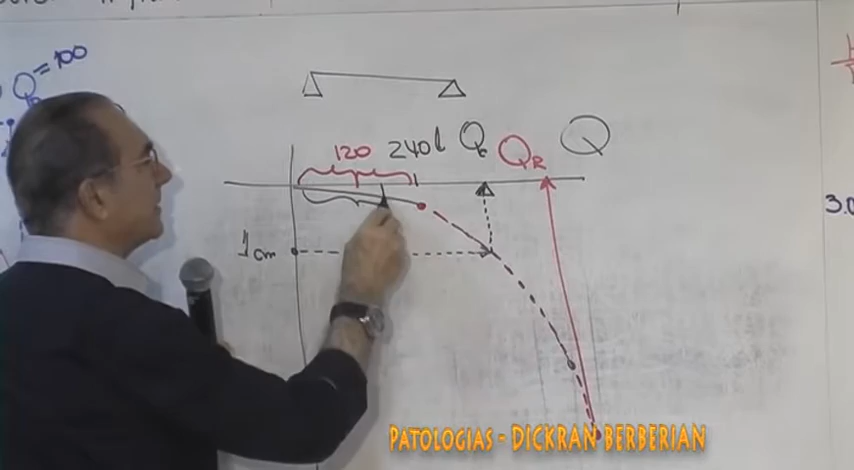 Q = 100
120 240l Qc QR Q
1cm
3.0
PATOLOGIAS - DICKRAN BERBERIAN